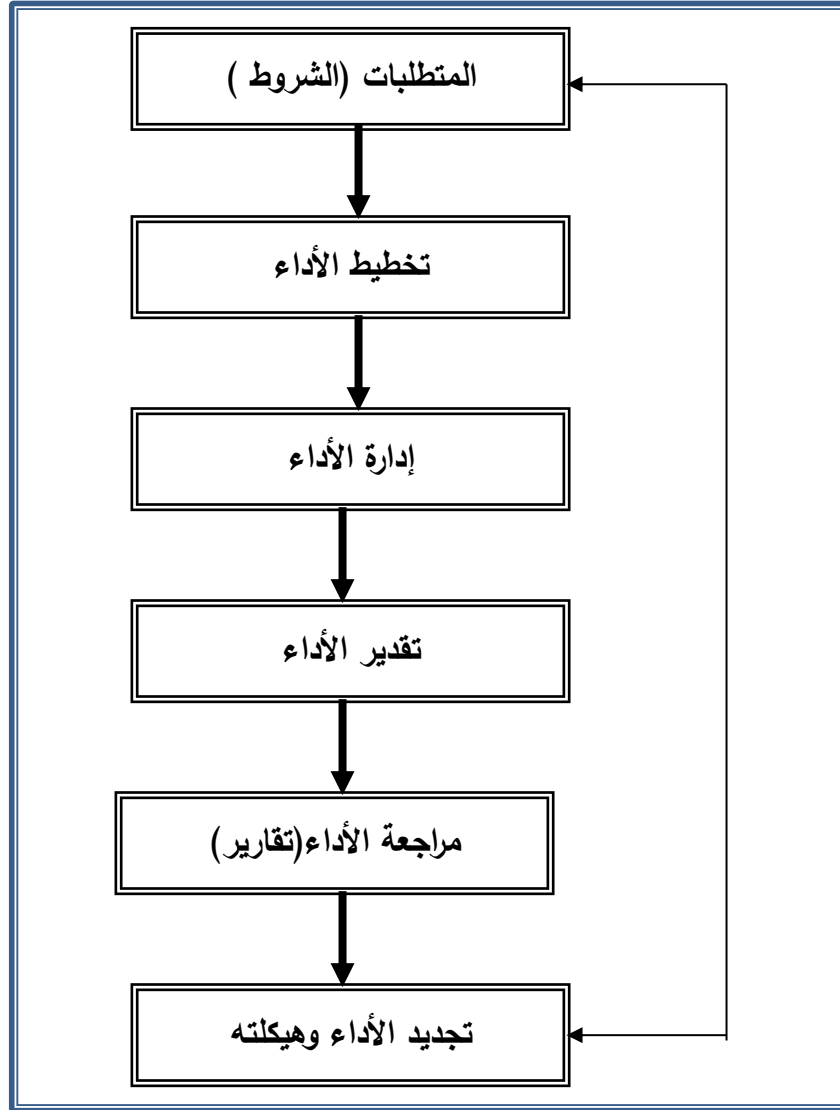 المتطلبات (الشروط )
تخطيط الأداء
إدارة الأداء
تقدير الأداء
مراجعة الأداء(تقارير)
تجديد الأداء وهيكلته